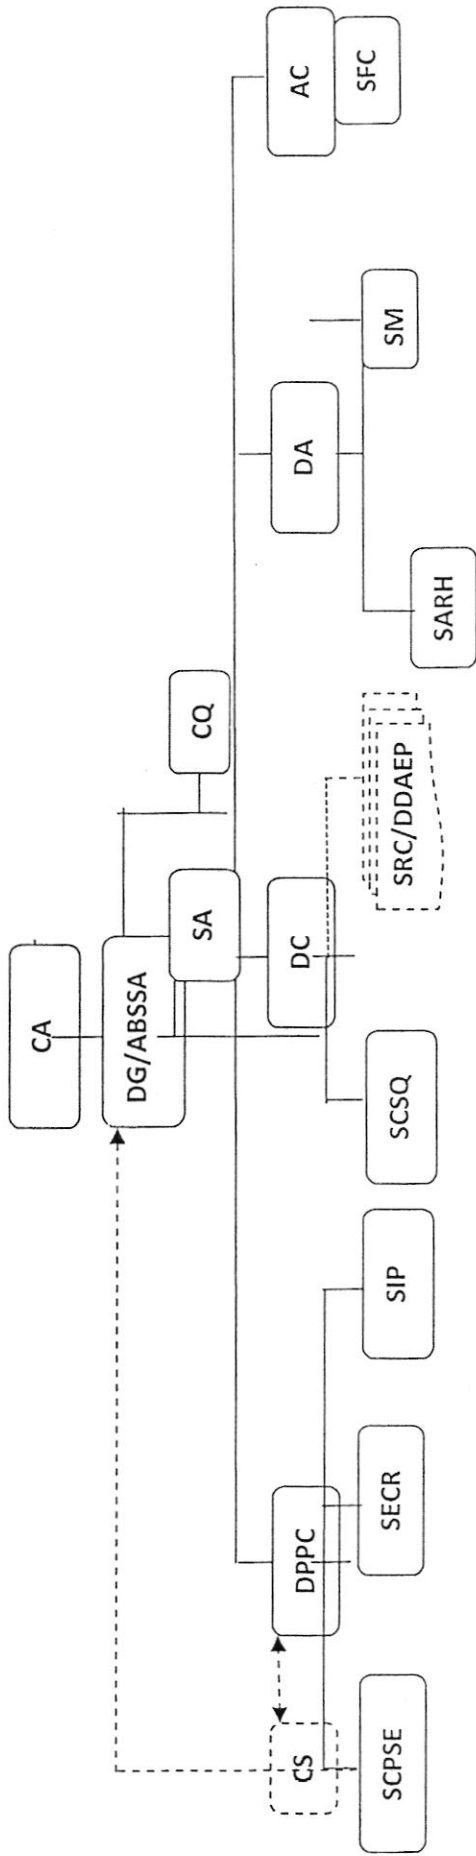 CA
DG/ABSSA
SA
CQ
CS
DPPC
DC
DA
AC
SFC
SCPSE
SECR
SIP
SCSQ
SRC/DDAEP
SARH
SM